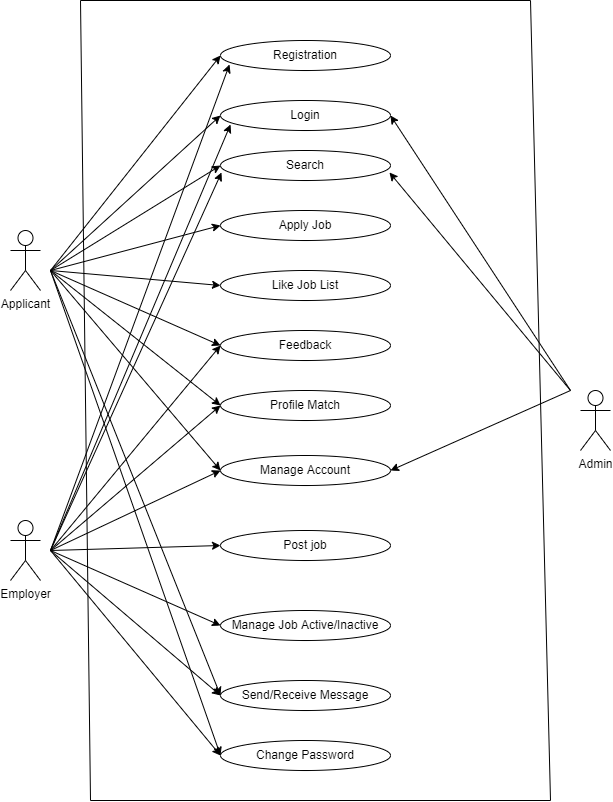 Registration
Login
Search
Apply Job
Like Job List
Applicant
Feedback
Profile Match
Manage Account
Admin
Post job
Employer
Manage Job Active/Inactive
Send/Receive Message
Change Password